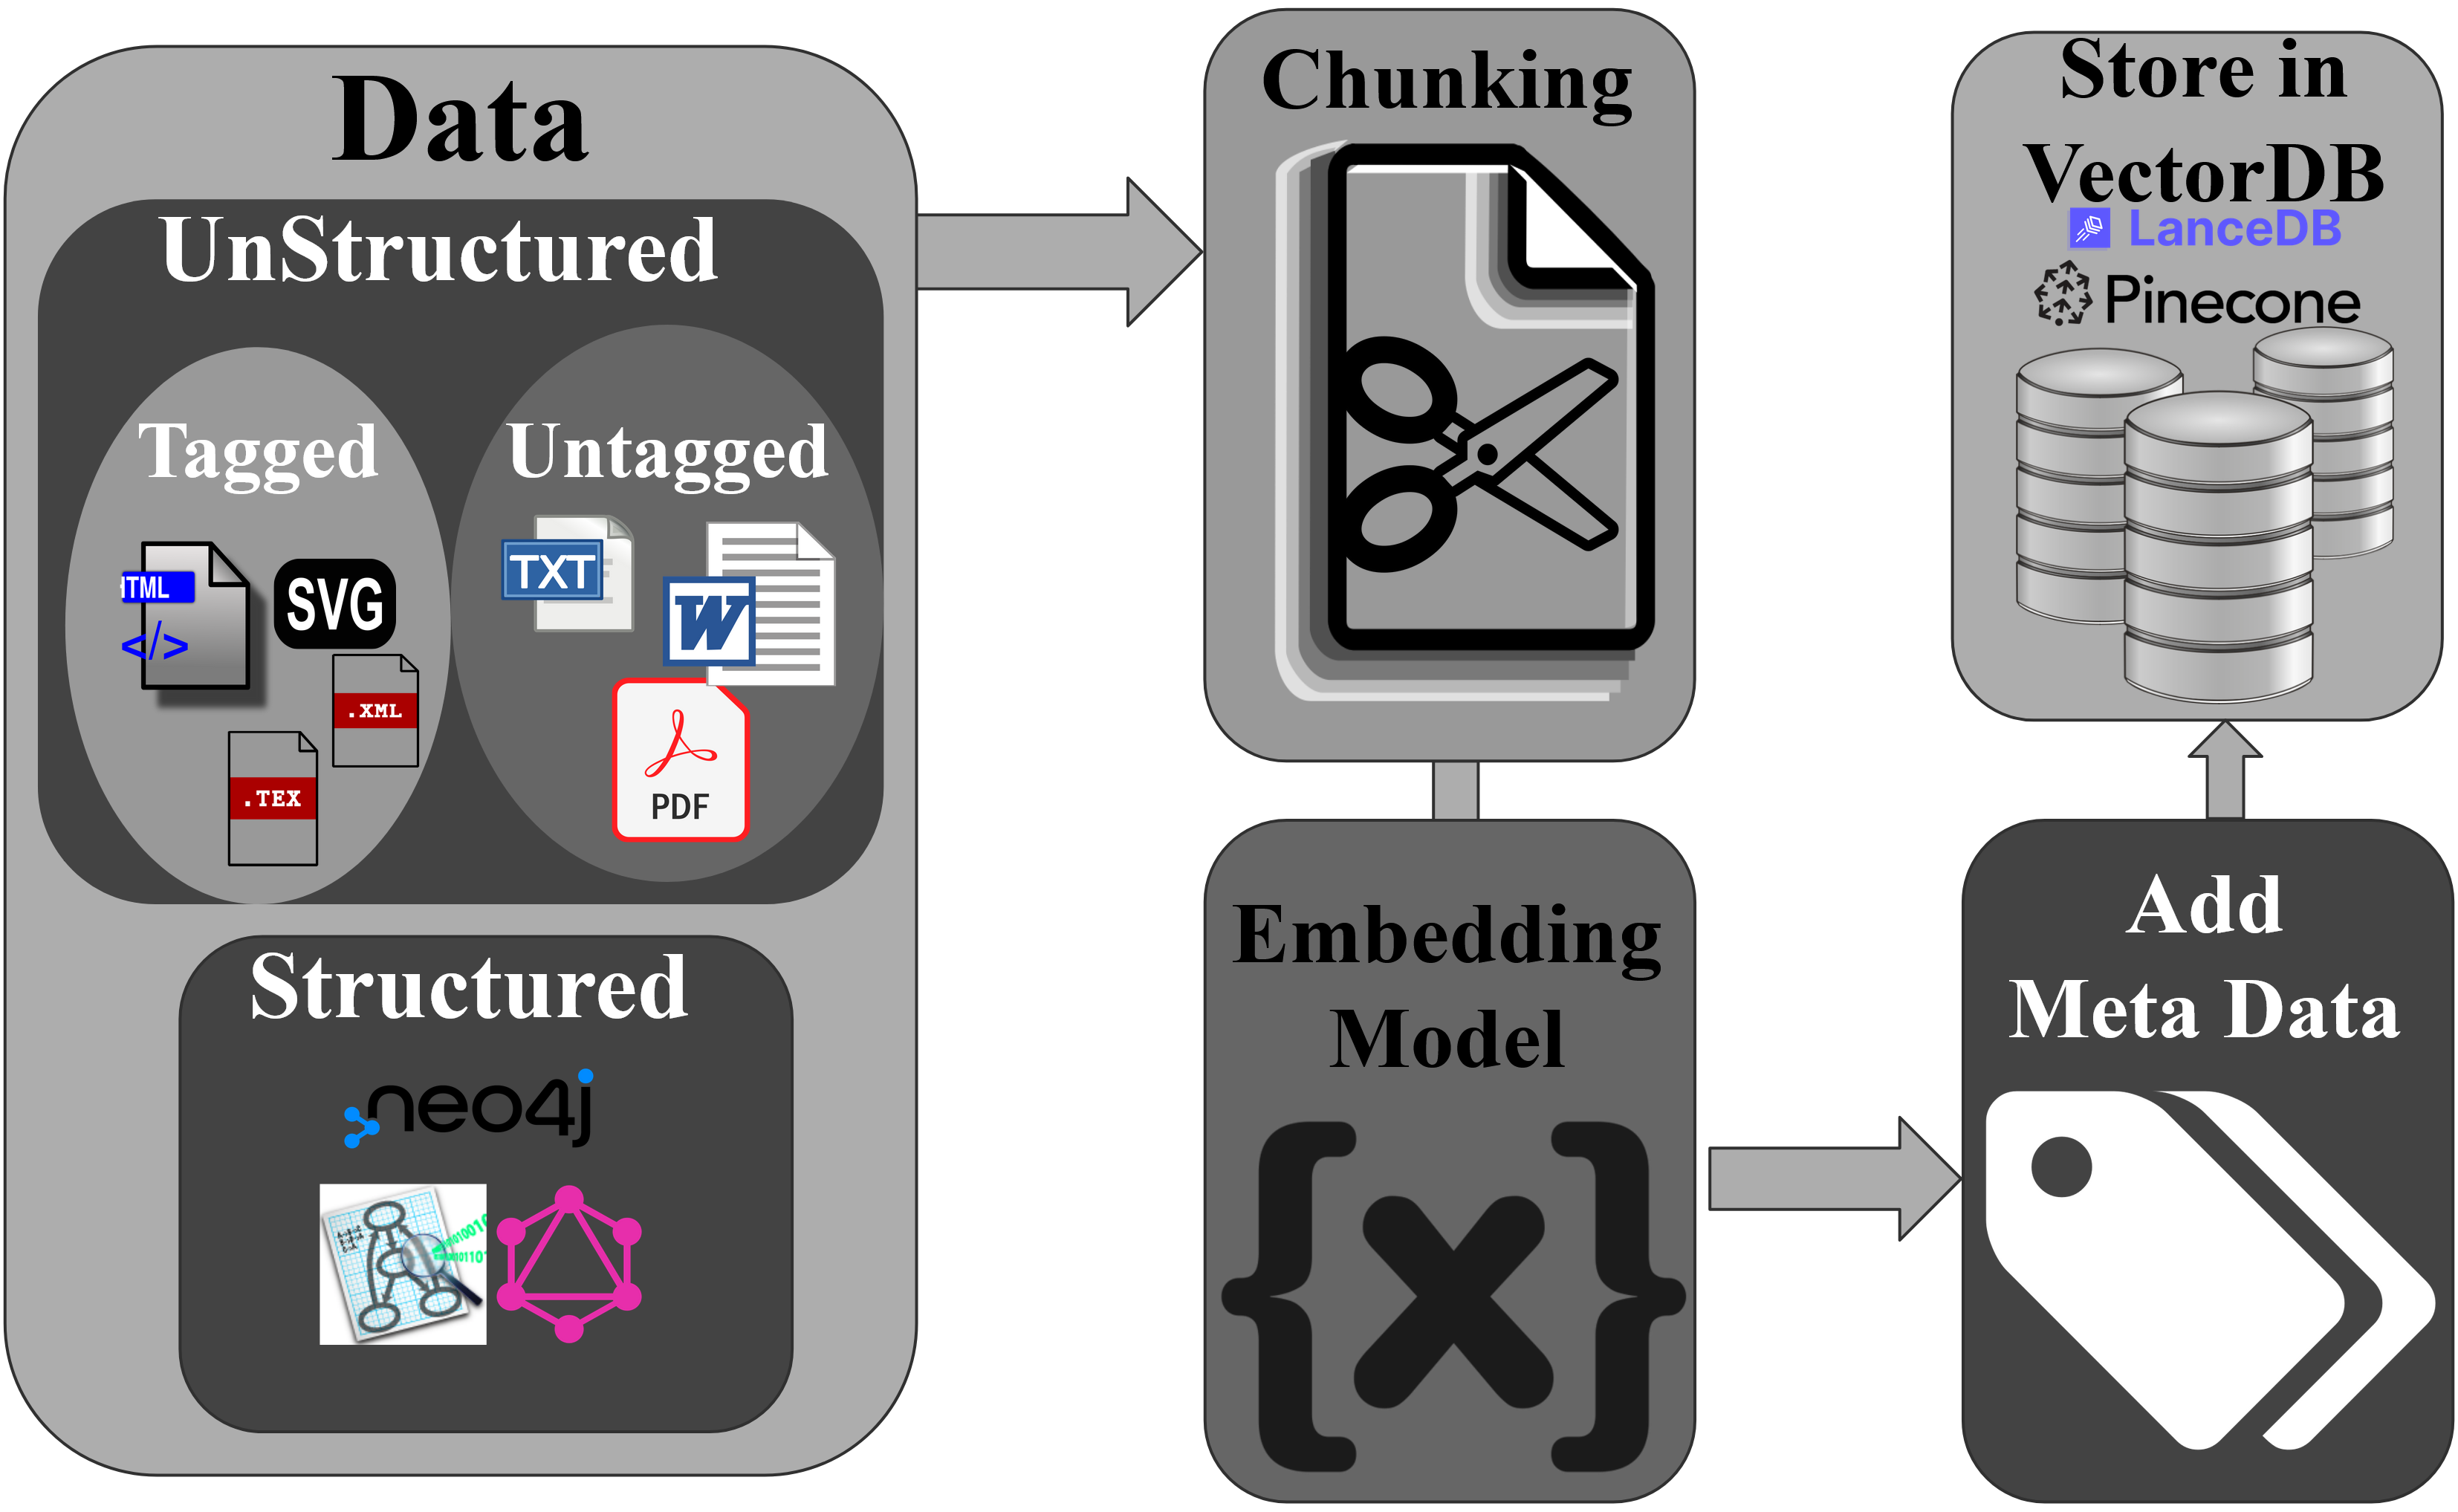 Data
UnStructured
Tagged
Untagged
HTML
</>
SVG
.XML
.TEX
TXT
W
PDF
Structured
neo4j
Chunking
Embedding
Model
Add
Meta Data
Store in
VectorDB
LanceDB
Pinecone